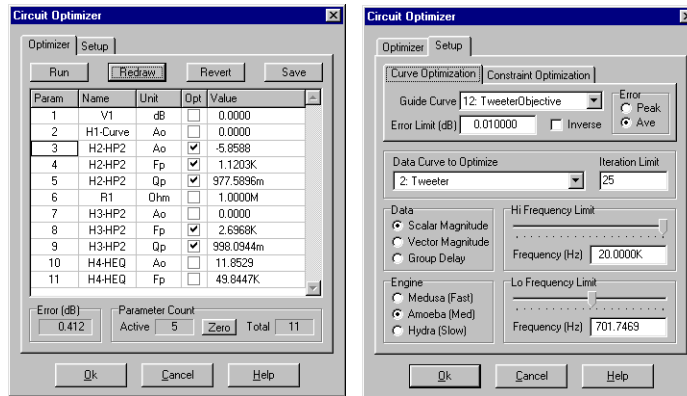 Circuit Optimizer
Optimizer Setup
Run Redraw Revert Save
Param Name Unit Opt Value
1 V1 dB 0.0000
2 H1-Curve Ao 0.0000
3 H2-HP2 Ao -5.8588
4 H2-HP2 Fp 1.1203K
5 H2-HP2 Qp 977.5896m
6 R1 Ohm 1.0000M
7 H3-HP2 Ao 0.0000
8 H3-HP2 Fp 2.6968K
9 H3-HP2 Qp 998.0944m
10 H4-HEQ Ao 11.8529
11 H4-HEQ Fp 49.8447K
Error (dB) Parameter Count
0.412 Active 5 Zero Total 11
Ok Cancel Help
Circuit Optimizer
Optimizer Setup
Curve Optimization Constraint Optimization
Guide Curve 12: TweeterObjective Error
Peak
Error Limit (dB) 0.010000 Inverse Ave
Data Curve to Optimize Iteration Limit
2: Tweeter 25
Data Hi Frequency Limit
Scalar Magnitude
Vector Magnitude
Group Delay Frequency (Hz) 20.0000K
Engine Lo Frequency Limit
Medusa (Fast)
Amoeba (Med)
Hydra (Slow) Frequency (Hz) 701.7469
Ok Cancel Help